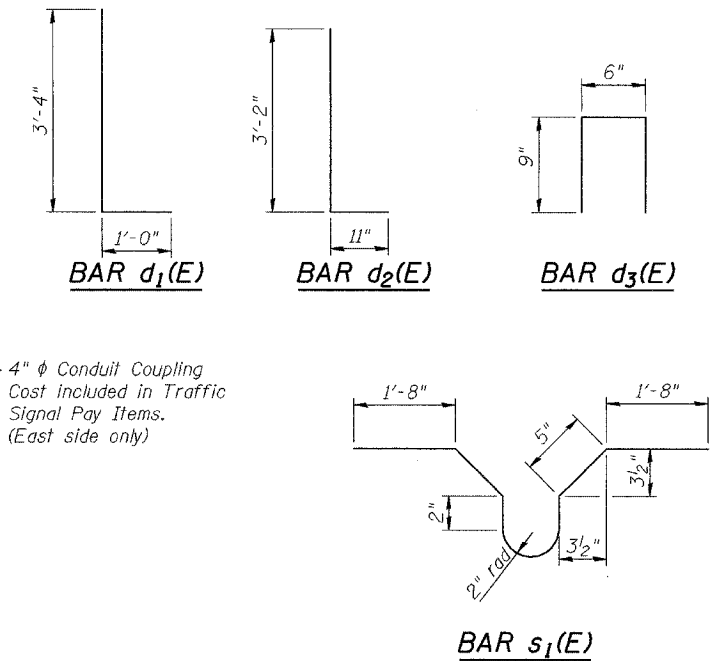 3'-4"
1'-0"
BAR d1(E)
3'-2"
11"
BAR d2(E)
6"
9"
BAR d3(E)
4" ϕ Conduit Coupling
Cost included in Traffic
Signal Pay Items.
(East side only)
1'-8"
1'-8"
5"
3½"
2"
3½"
2" rad.
BAR s1(E)